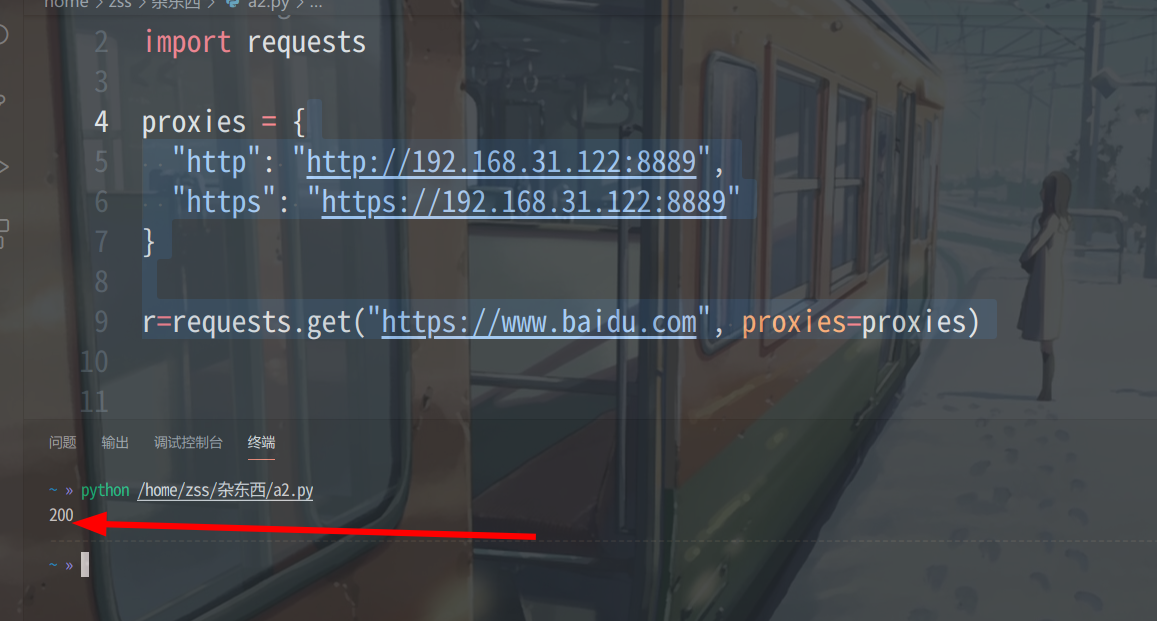 home > zss > 杂东西 > a2.py > ...
2 import requests
3
4 proxies = {
5 "http": "http://192.168.31.122:8889",
6 "https": "https://192.168.31.122:8889"
7 }
8
9 r=requests.get("https://www.baidu.com", proxies=proxies)
10
11
问题 输出 调试控制台 终端
~ » python /home/zss/杂东西/a2.py
200
~ »